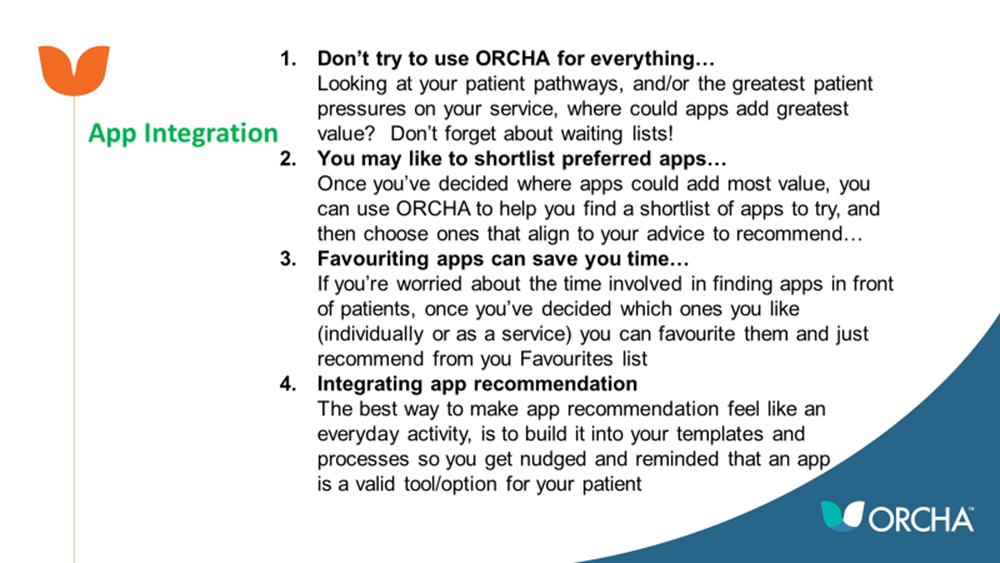 App Integration
1. Don’t try to use ORCHA for everything…
Looking at your patient pathways, and/or the greatest patient
pressures on your service, where could apps add greatest
value? Don’t forget about waiting lists!
2. You may like to shortlist preferred apps…
Once you’ve decided where apps could add most value, you
can use ORCHA to help you find a shortlist of apps to try, and
then choose ones that align to your advice to recommend…
3. Favouriting apps can save you time…
If you’re worried about the time involved in finding apps in front
of patients, once you’ve decided which ones you like
(individually or as a service) you can favourite them and just
recommend from you Favourites list
4. Integrating app recommendation
The best way to make app recommendation feel like an
everyday activity, is to build it into your templates and
processes so you get nudged and reminded that an app
is a valid tool/option for your patient
ORCHA™